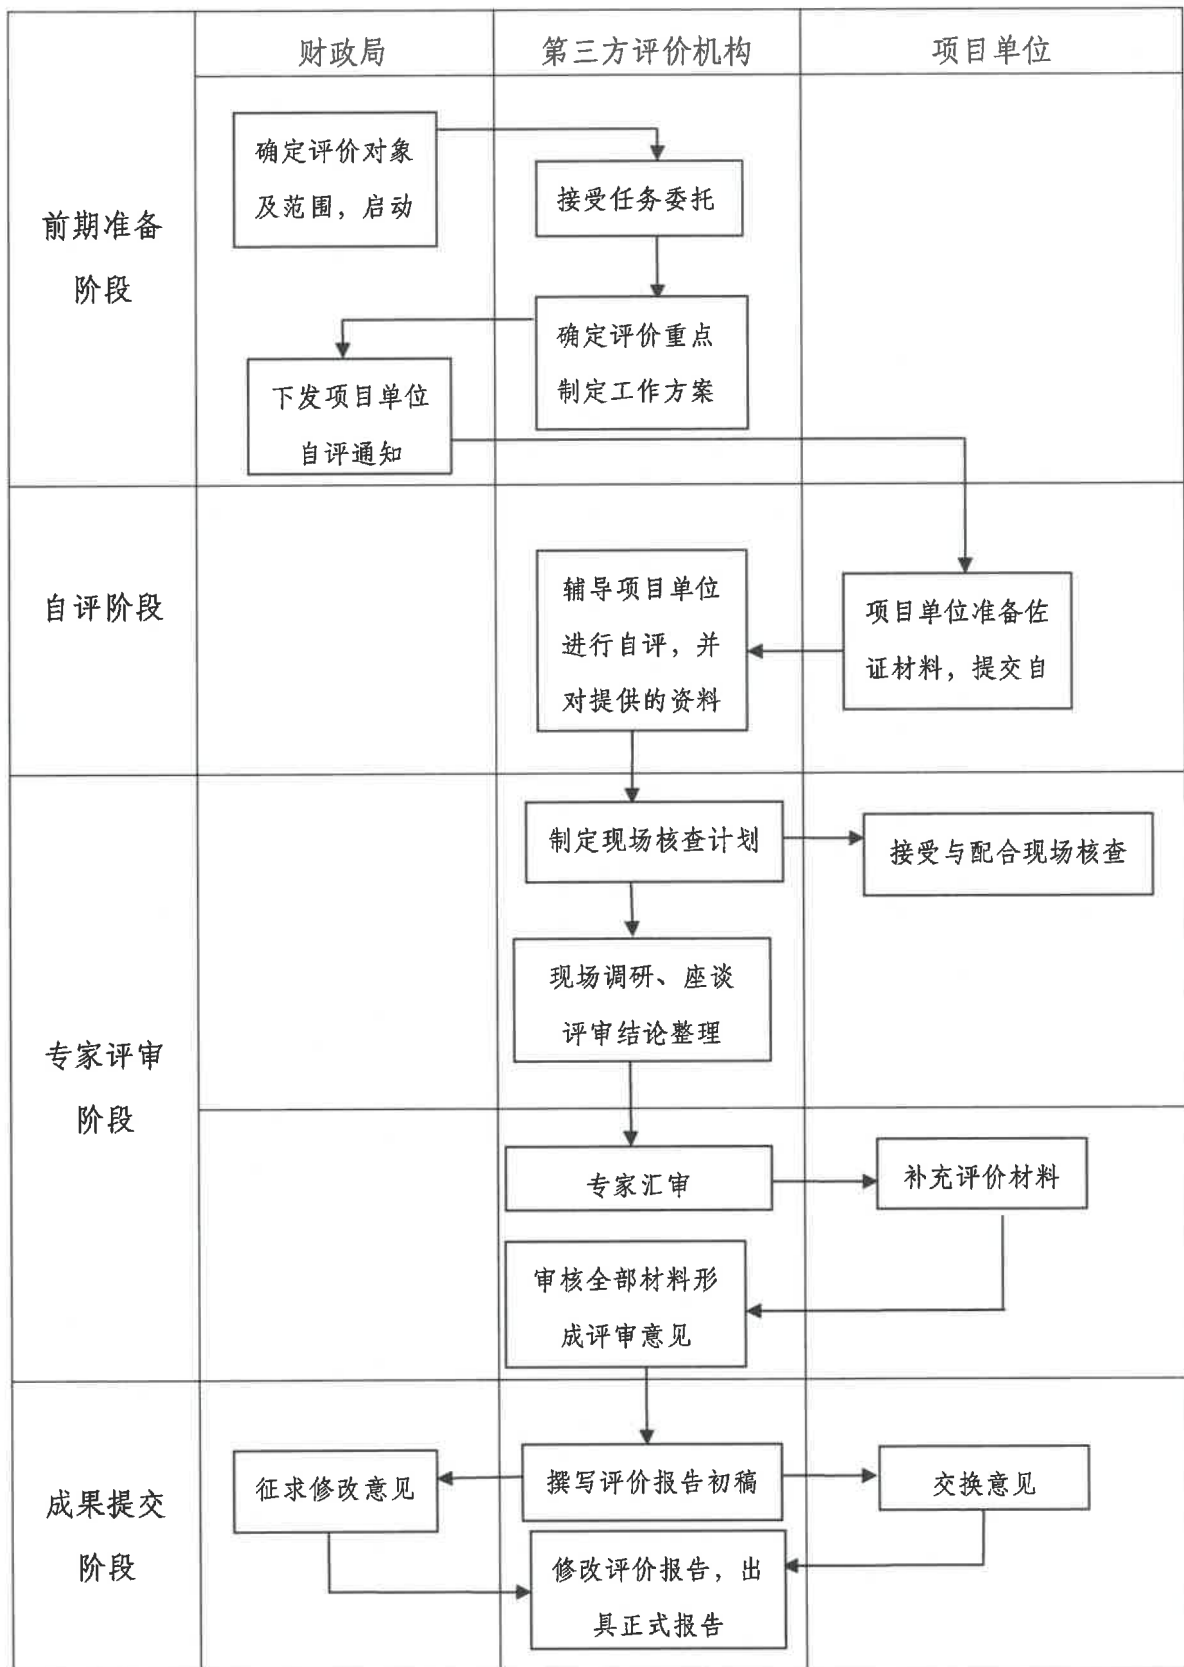 财政局
第三方评价机构
项目单位
前期准备
阶段
确定评价对象
及范围，启动
接受任务委托
确定评价重点
制定工作方案
下发项目单位
自评通知
自评阶段
辅导项目单位
进行自评，并
对提供的资料
项目单位准备佐
证材料，提交自
专家评审
阶段
制定现场核查计划
接受与配合现场核查
现场调研、座谈
评审结论整理
专家汇审
补充评价材料
审核全部材料形
成评审意见
成果提交
阶段
征求修改意见
撰写评价报告初稿
交换意见
修改评价报告，出
具正式报告